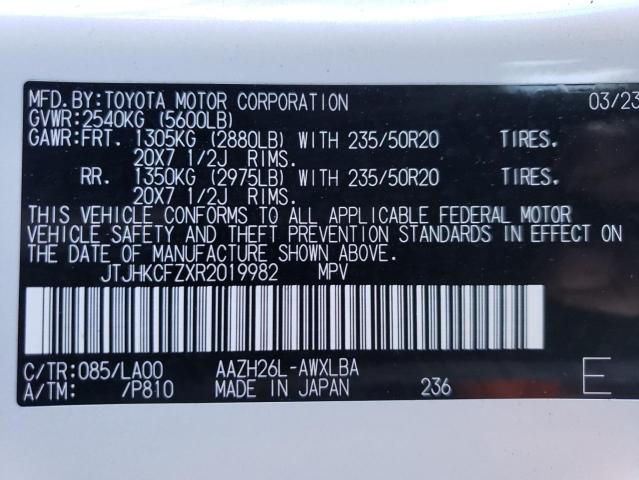 MFD.BY:TOYOTA MOTOR CORPORATION 03/23
GVWR:2540KG (5600LB)
GAWR:FRT. 1305KG (2880LB) WITH 235/50R20 TIRES.
20X7 1/2J RIMS.
RR. 1350KG (2975LB) WITH 235/50R20 TIRES.
20X7 1/2J RIMS.
THIS VEHICLE CONFORMS TO ALL APPLICABLE FEDERAL MOTOR
VEHICLE SAFETY AND THEFT PREVENTION STANDARDS IN EFFECT ON
THE DATE OF MANUFACTURE SHOWN ABOVE.
JTJHKCFZXR2019982 MPV
C/TR:085/LA00 AAZH26L-AWXLBA
A/TM: /P810 MADE IN JAPAN 236 E